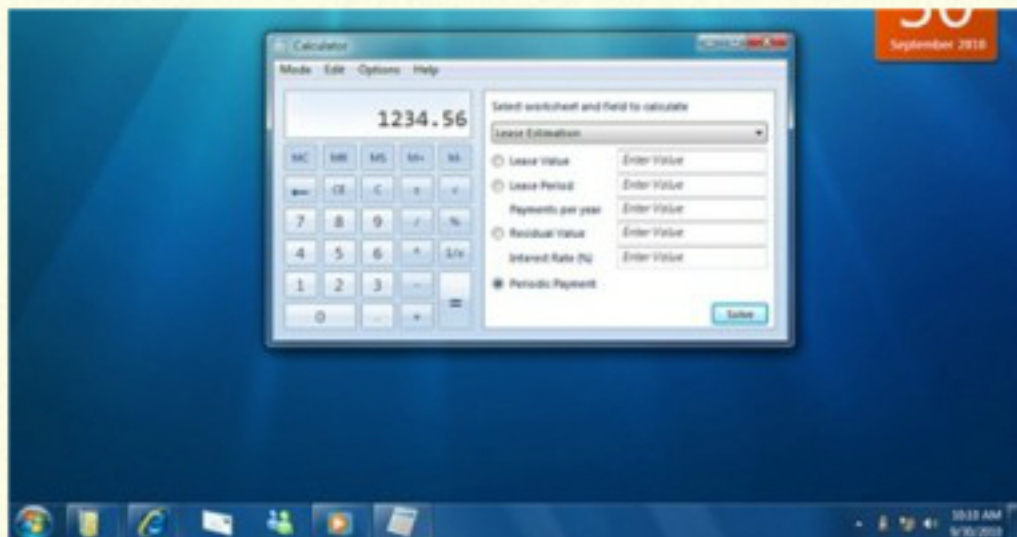 30
September 2010
Calculator
Mode Edit Options Help
1234.56
MC MR MS M+ M-
CE C ±  √
7 8 9 / %
4 5 6 * 1/x
1 2 3 -
=
0 . +
Select worksheet and field to calculate
Lease Estimation
Lease Value Enter Value
Lease Period Enter Value
Payments per year Enter Value
Residual Value Enter Value
Interest Rate (%) Enter Value
Periodic Payment
Solve
10:10 AM
9/30/2010